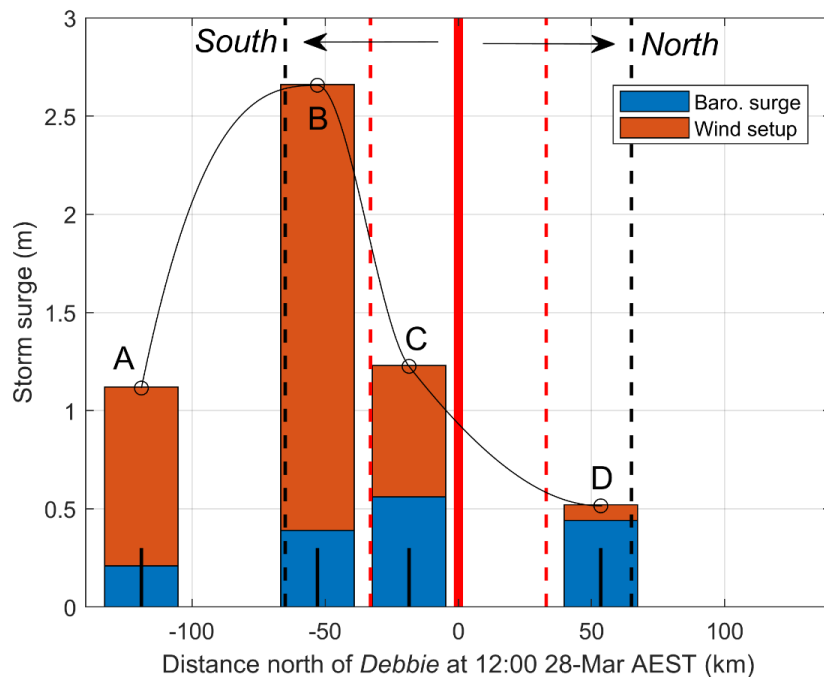 South
North
Baro. surge
Wind setup
A
B
C
D
Storm surge (m)
3
2.5
2
1.5
1
0.5
0
-100
-50
0
50
100
Distance north of Debbie at 12:00 28-Mar AEST (km)